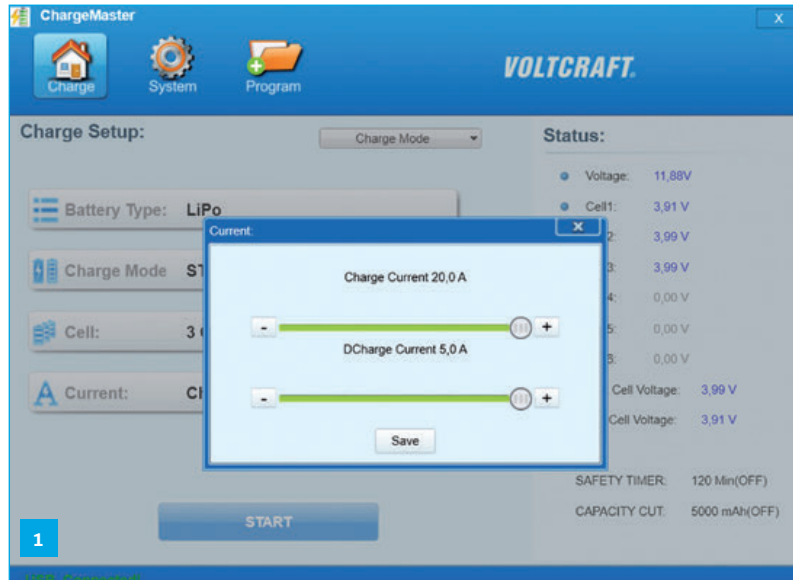 ChargeMaster
X
Charge
System
Program
VOLTCRAFT.
Charge Setup:
Charge Mode
Status:
Voltage: 11,88V
Battery Type: LiPo
Cell1: 3,91 V
Current:
X
2: 3,99 V
Charge Mode
3: 3,99 V
Charge Current 20,0 A
4: 0,00 V
Cell: 3
- +
5: 0,00 V
DCharge Current 5,0 A
0,00 V
Current:
- +
Cell Voltage: 3,99 V
Cell Voltage: 3,91 V
Save
SAFETY TIMER: 120 Min(OFF)
CAPACITY CUT: 5000 mAh(OFF)
START
1